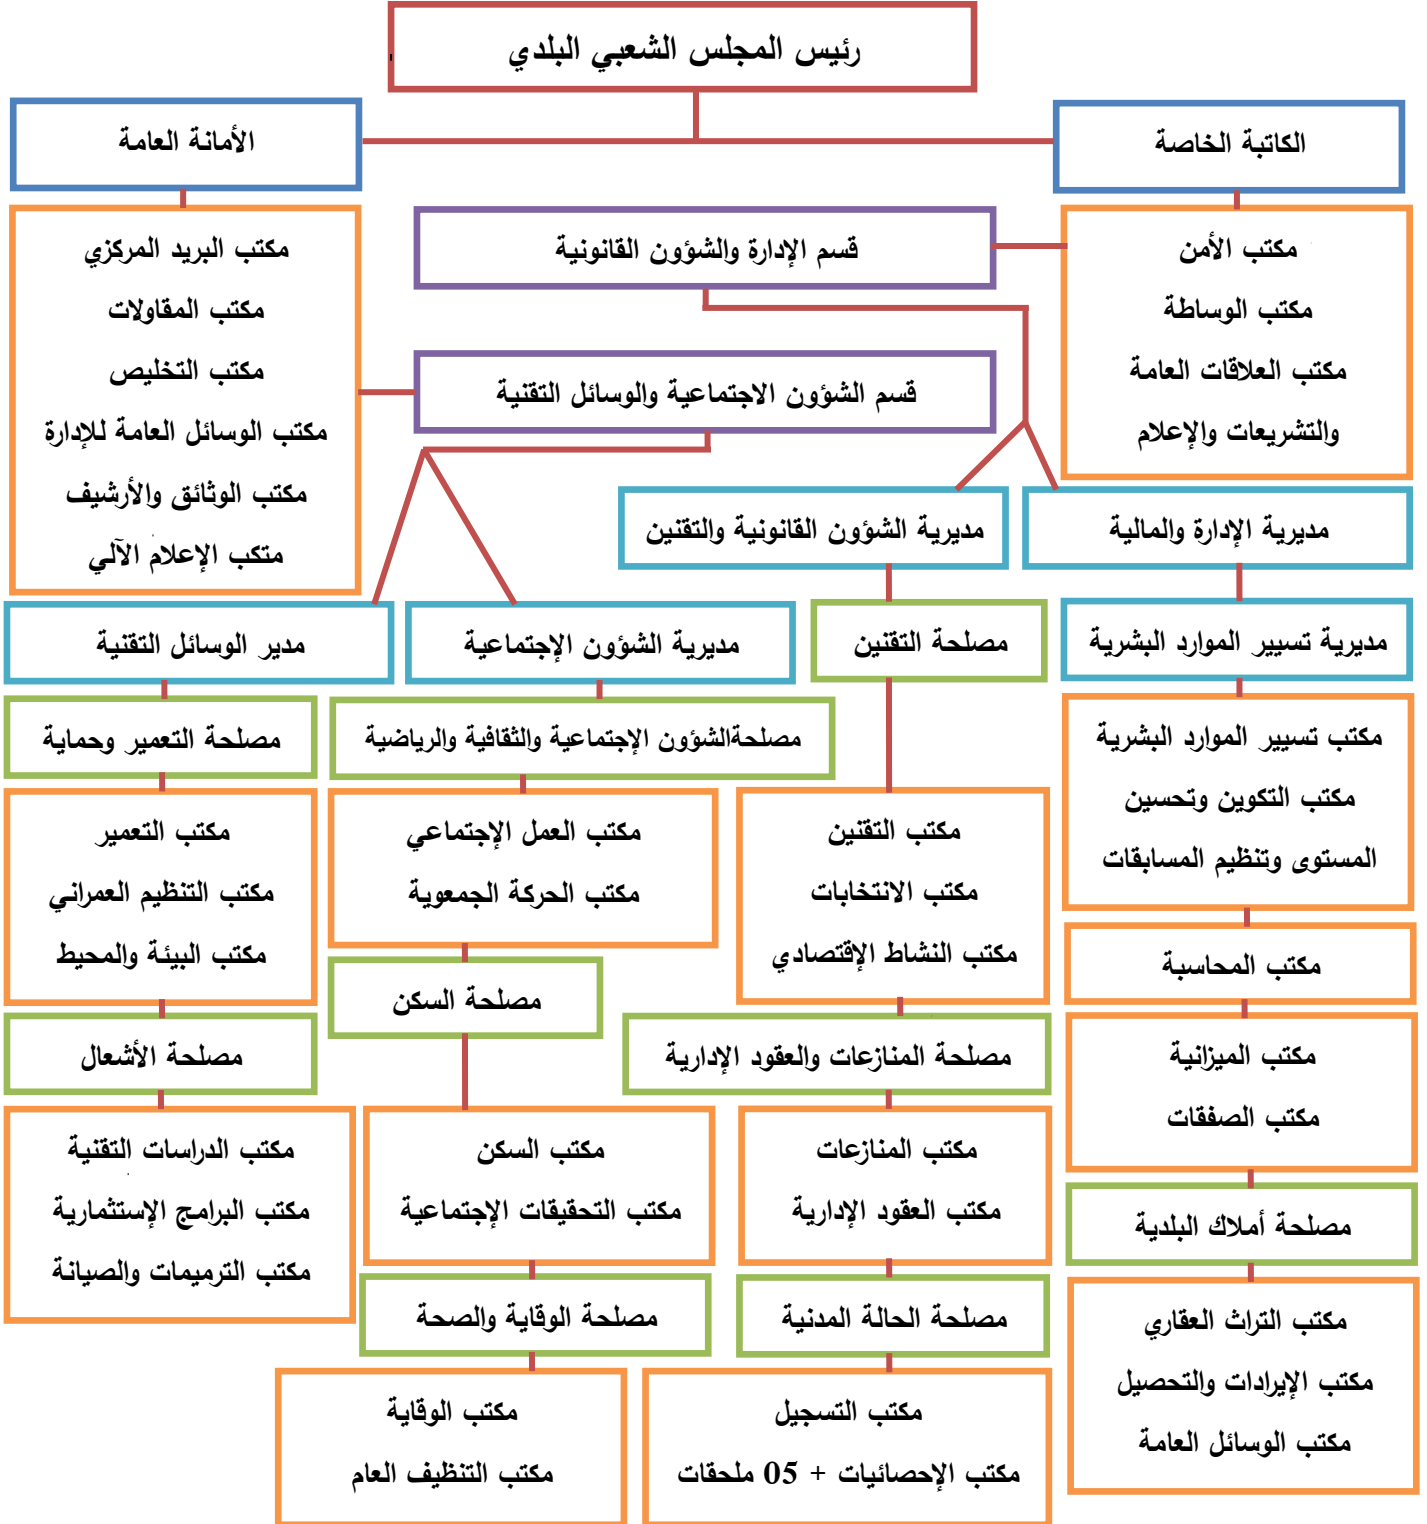 رئيس المجلس الشعبي البلدي
الكاتبة الخاصة
الأمانة العامة
مكتب الأمن
مكتب الوساطة
مكتب العلاقات العامة
والتشريعات والإعلام
قسم الإدارة والشؤون القانونية
قسم الشؤون الاجتماعية والوسائل التقنية
مكتب البريد المركزي
مكتب المقاولات
مكتب التخليص
مكتب الوسائل العامة للإدارة
مكتب الوثائق والأرشيف
متكب الإعلام الآلي
مديرية الإدارة والمالية
مديرية الشؤون القانونية والتقنين
مديرية تسيير الموارد البشرية
مصلحة التقنين
مديرية الشؤون الإجتماعية
مدير الوسائل التقنية
مكتب تسيير الموارد البشرية
مكتب التكوين وتحسين
المستوى وتنظيم المسابقات
مصلحةالشؤون الإجتماعية والثقافية والرياضية
مصلحة التعمير وحماية
مكتب التقنين
مكتب الانتخابات
مكتب النشاط الإقتصادي
مكتب العمل الإجتماعي
مكتب الحركة الجمعوية
مكتب التعمير
مكتب التنظيم العمراني
مكتب البيئة والمحيط
مكتب المحاسبة
مصلحة السكن
مكتب الميزانية
مكتب الصفقات
مصلحة المنازعات والعقود الإدارية
مصلحة الأشعال
مكتب المنازعات
مكتب العقود الإدارية
مكتب السكن
مكتب التحقيقات الإجتماعية
مكتب الدراسات التقنية
مكتب البرامج الإستثمارية
مكتب الترميمات والصيانة
مصلحة أملاك البلدية
مصلحة الحالة المدنية
مصلحة الوقاية والصحة
مكتب التراث العقاري
مكتب الإيرادات والتحصيل
مكتب الوسائل العامة
مكتب التسجيل
مكتب الإحصائيات + 05 ملحقات
مكتب الوقاية
مكتب التنظيف العام